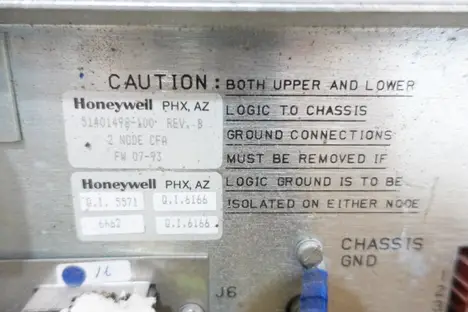 CAUTION: BOTH UPPER AND LOWER
LOGIC TO CHASSIS
GROUND CONNECTIONS
MUST BE REMOVED IF
LOGIC GROUND IS TO BE
ISOLATED ON EITHER NODE
Honeywell PHX, AZ
51401498-100 REV. B
2 NODE CFA
FW 07-93
Honeywell PHX, AZ
Q.I. 5571 Q.I.6166
6662 Q.I.6166
CHASSIS
GND
J6